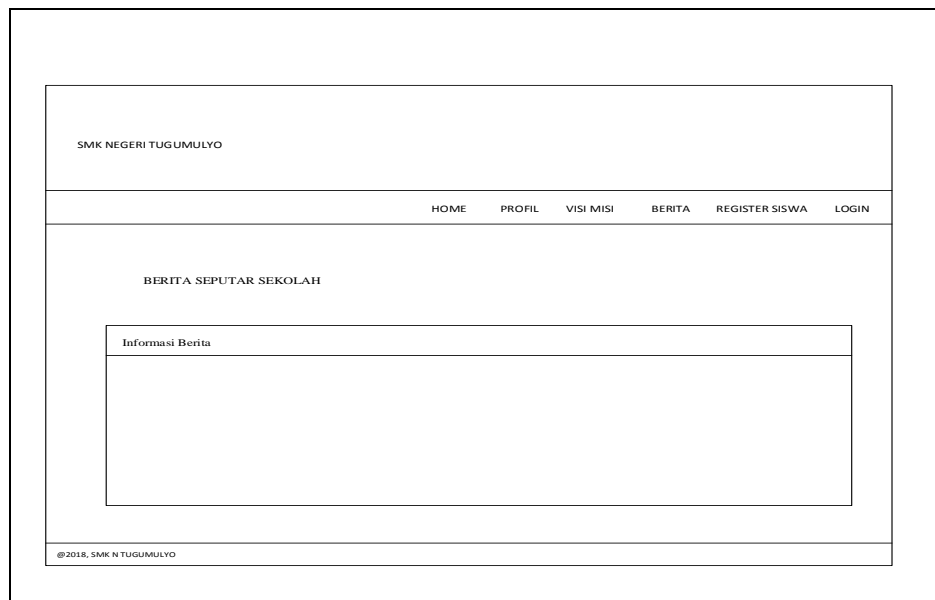 SMK NEGERI TUGUMULYO
HOME PROFIL VISI MISI BERITA REGISTER SISWA LOGIN
BERITA SEPUTAR SEKOLAH
Informasi Berita
@2018, SMK N TUGUMULYO